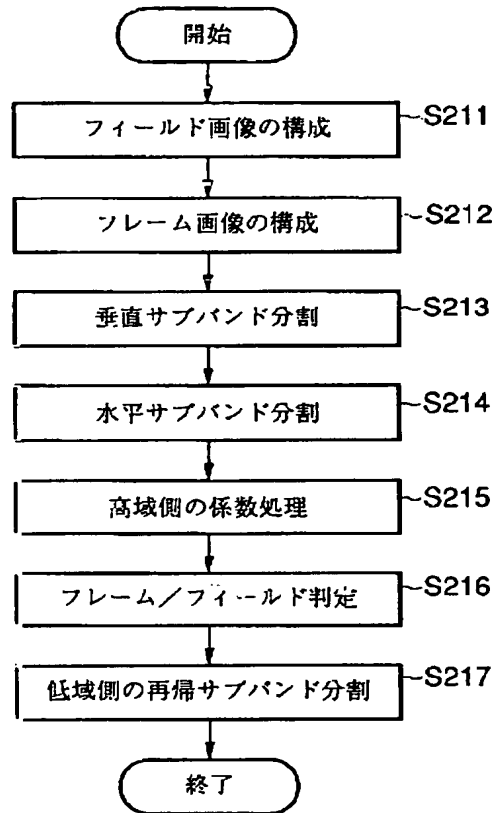 開始
フィールド画像の構成 S211
フレーム画像の構成 S212
垂直サブバンド分割 S213
水平サブバンド分割 S214
高域側の係数処理 S215
フレーム/フィールド判定 S216
低域側の再帰サブバンド分割 S217
終了